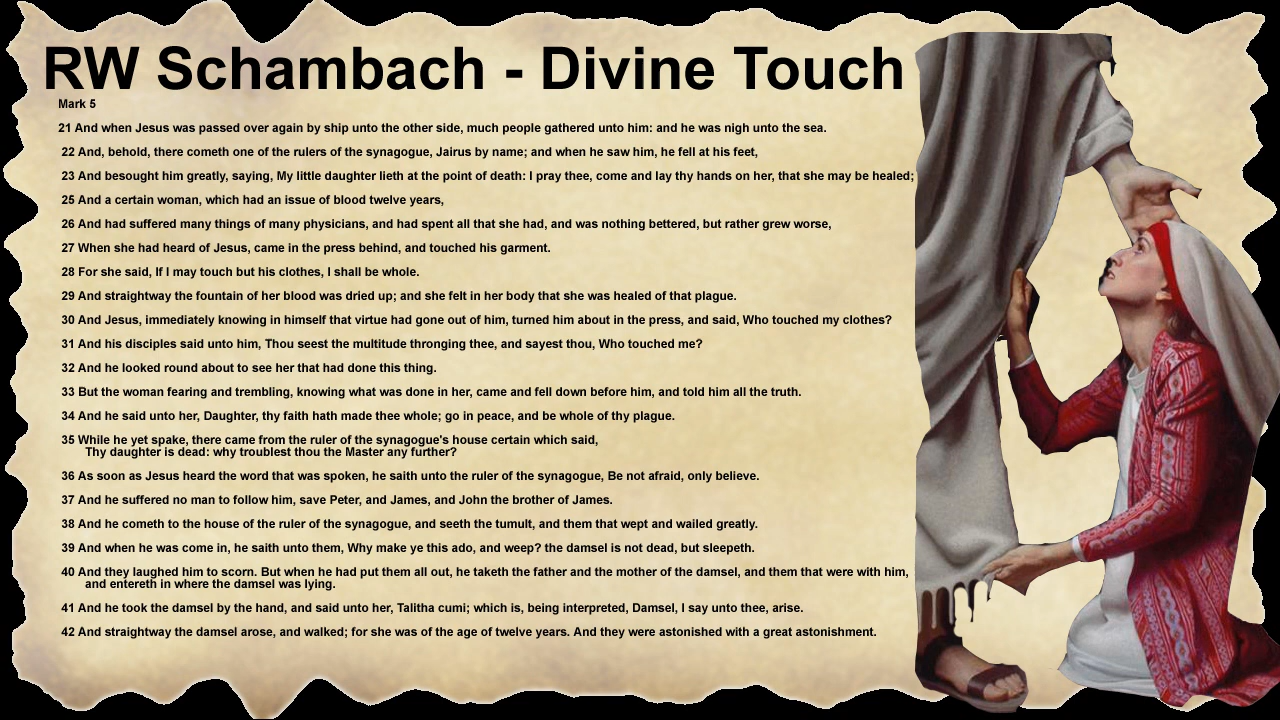 RW Schambach - Divine Touch
Mark 5
21 And when Jesus was passed over again by ship unto the other side, much people gathered unto him: and he was nigh unto the sea.
22 And, behold, there cometh one of the rulers of the synagogue, Jairus by name; and when he saw him, he fell at his feet,
23 And besought him greatly, saying, My little daughter lieth at the point of death: I pray thee, come and lay thy hands on her, that she may be healed;
25 And a certain woman, which had an issue of blood twelve years,
26 And had suffered many things of many physicians, and had spent all that she had, and was nothing bettered, but rather grew worse,
27 When she had heard of Jesus, came in the press behind, and touched his garment.
28 For she said, If I may touch but his clothes, I shall be whole.
29 And straightway the fountain of her blood was dried up; and she felt in her body that she was healed of that plague.
30 And Jesus, immediately knowing in himself that virtue had gone out of him, turned him about in the press, and said, Who touched my clothes?
31 And his disciples said unto him, Thou seest the multitude thronging thee, and sayest thou, Who touched me?
32 And he looked round about to see her that had done this thing.
33 But the woman fearing and trembling, knowing what was done in her, came and fell down before him, and told him all the truth.
34 And he said unto her, Daughter, thy faith hath made thee whole; go in peace, and be whole of thy plague.
35 While he yet spake, there came from the ruler of the synagogue's house certain which said,
Thy daughter is dead: why troublest thou the Master any further?
36 As soon as Jesus heard the word that was spoken, he saith unto the ruler of the synagogue, Be not afraid, only believe.
37 And he suffered no man to follow him, save Peter, and James, and John the brother of James.
38 And he cometh to the house of the ruler of the synagogue, and seeth the tumult, and them that wept and wailed greatly.
39 And when he was come in, he saith unto them, Why make ye this ado, and weep? the damsel is not dead, but sleepeth.
40 And they laughed him to scorn. But when he had put them all out, he taketh the father and the mother of the damsel, and them that were with him,
and entereth in where the damsel was lying.
41 And he took the damsel by the hand, and said unto her, Talitha cumi; which is, being interpreted, Damsel, I say unto thee, arise.
42 And straightway the damsel arose, and walked; for she was of the age of twelve years. And they were astonished with a great astonishment.